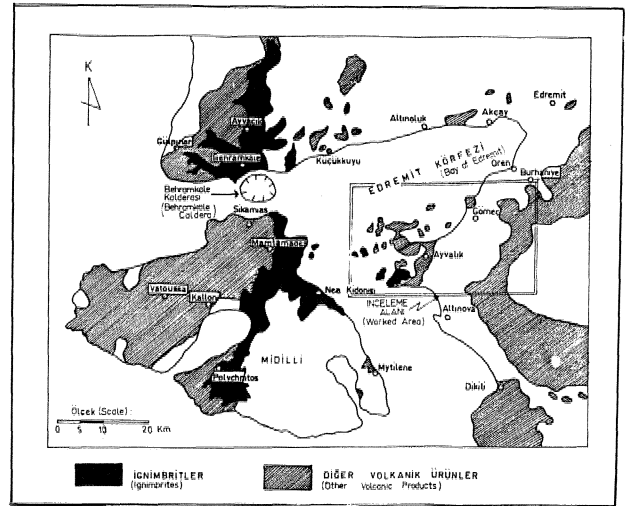 K
Edremit
Akçay
Altınoluk
Ayvacık
Gülpınar
Behramkale
Küçükkuyu
EDREMİT KÖRFEZİ
(Bay of Edremit)
Ören
Burhaniye
Behramkale
Kalderası
(Behramkale
Caldera)
Sikamias
Gömeç
Mantamados
Ayvalık
Vatoussa
Kalloni
Nea Kidonisi
İNCELEME
ALANI
(Worked Area)
Altınova
MİDİLLİ
Polychnitos
Mytilene
Dikili
Ölçek (Scale) :
0 5 10 20 Km
İGNİMBRİTLER
(Ignimbrites)
DİĞER VOLKANİK ÜRÜNLER
(Other Volcanic Products)